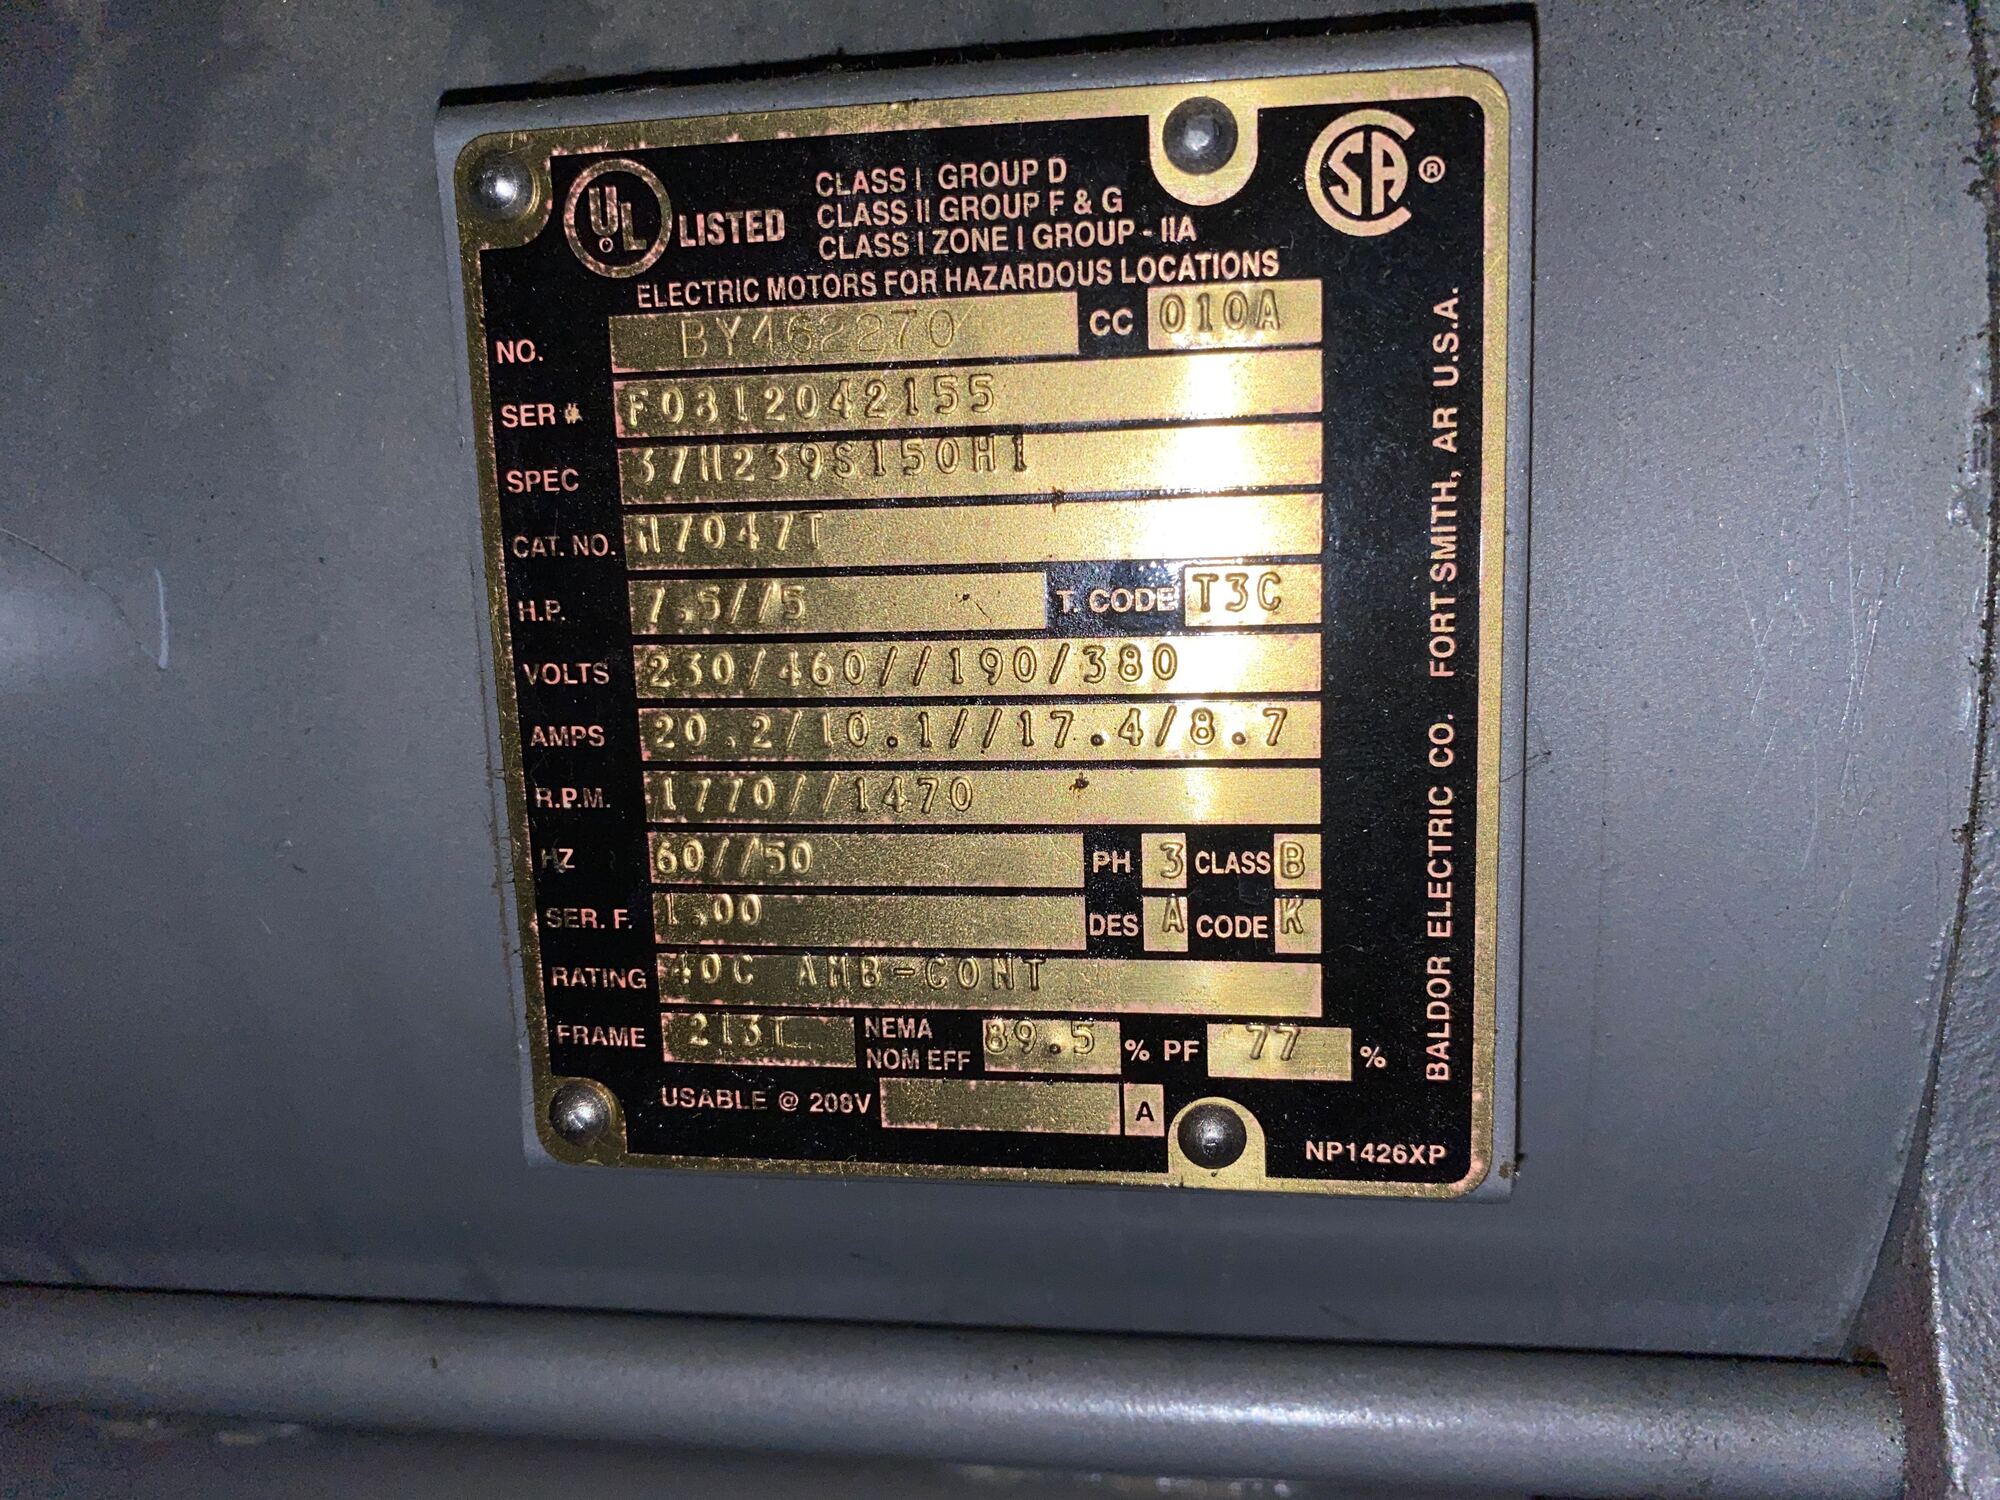 UL LISTED
CLASS I GROUP D
CLASS II GROUP F & G
CLASS I ZONE I GROUP - IIA
SA ®
ELECTRIC MOTORS FOR HAZARDOUS LOCATIONS
NO. BY462270 CC 010A
SER # F0312042155
SPEC 37H239S150H1
CAT. NO. M7047T
H.P. 7.5//5 T. CODE T3C
VOLTS 230/460//190/380
AMPS 20.2/10.1//17.4/8.7
R.P.M. 1770//1470
HZ 60//50 PH 3 CLASS B
SER. F. 1.00 DES A CODE K
RATING 40C AMB-CONT
FRAME 213T NEMA NOM EFF 89.5 % PF 77 %
USABLE @ 208V A
NP1426XP
BALDOR ELECTRIC CO. FORT SMITH, AR U.S.A.